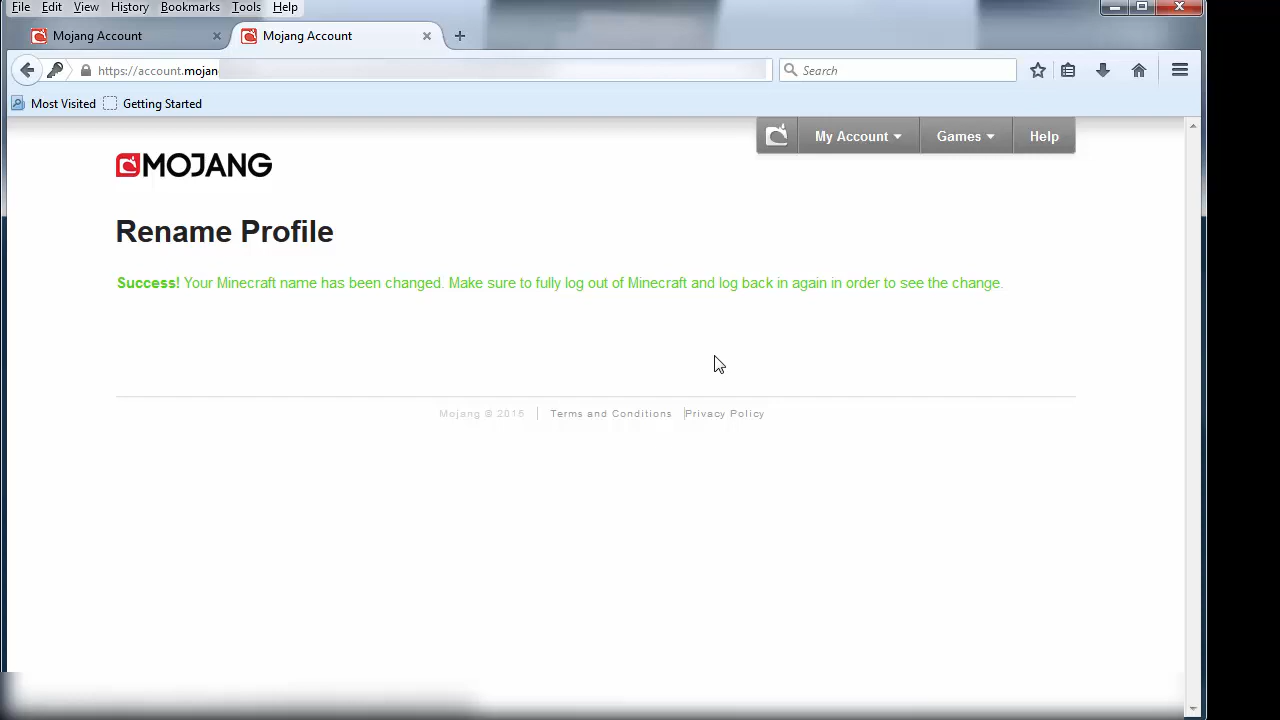 File Edit View History Bookmarks Tools Help
Mojang Account Mojang Account
https://account.mojan Search
Most Visited Getting Started
My Account Games Help
MOJANG
Rename Profile
Success! Your Minecraft name has been changed. Make sure to fully log out of Minecraft and log back in again in order to see the change.
Mojang © 2015 Terms and Conditions Privacy Policy